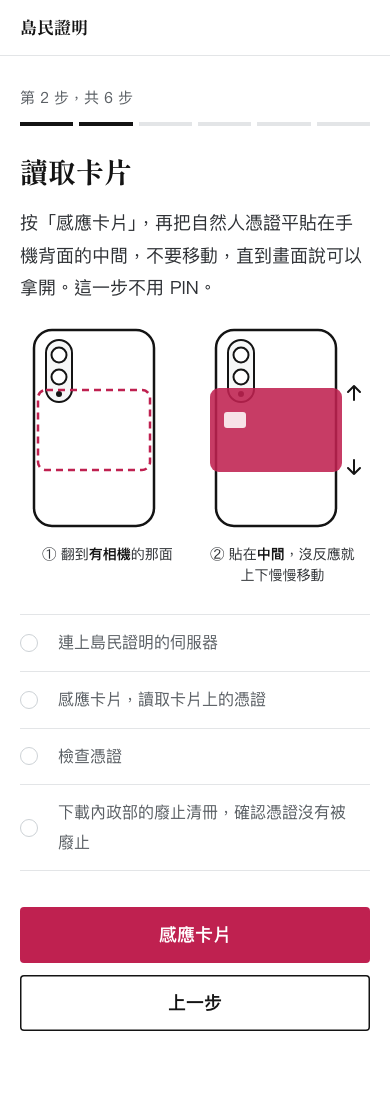 島民證明
第 2 步，共 6 步
讀取卡片
按「感應卡片」，再把自然人憑證平貼在手
機背面的中間，不要移動，直到畫面說可以
拿開。這一步不用 PIN。
① 翻到有相機的那面
② 貼在中間，沒反應就
上下慢慢移動
連上島民證明的伺服器
感應卡片，讀取卡片上的憑證
檢查憑證
下載內政部的廢止清冊，確認憑證沒有被
廢止
感應卡片
上一步